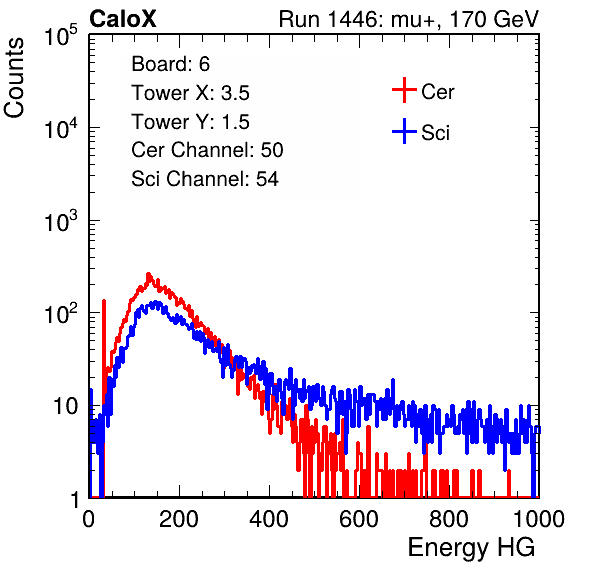 CaloX Run 1446: mu+, 170 GeV
Counts
10^5
10^4
10^3
10^2
10
1
Board: 6
Tower X: 3.5
Tower Y: 1.5
Cer Channel: 50
Sci Channel: 54
Cer
Sci
0 200 400 600 800 1000
Energy HG